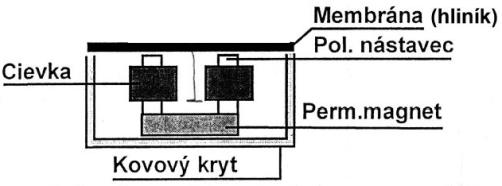 Membrána (hliník)
Pol. nástavec
Cievka
Perm.magnet
Kovový kryt